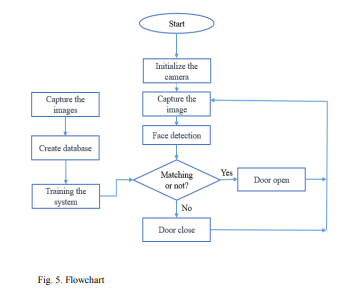 Start
Initialize the
camera
Capture the
images
Capture the
image
Create database
Face detection
Training the
system
Matching
or not?
Yes
Door open
No
Door close
Fig. 5. Flowchart